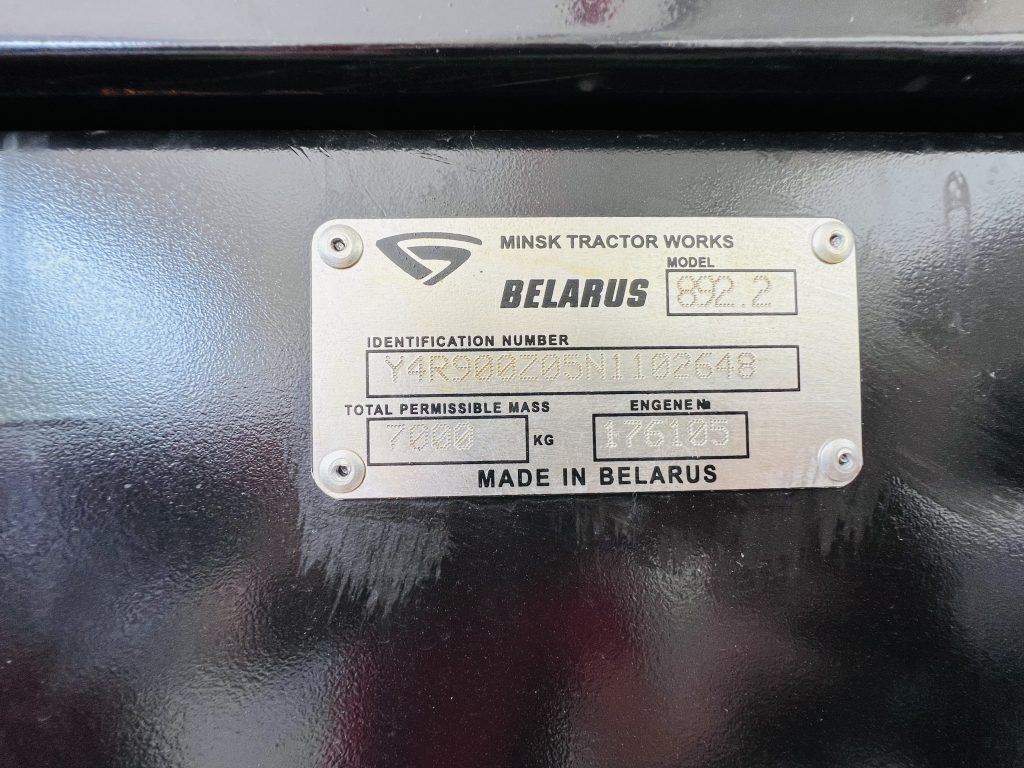 MINSK TRACTOR WORKS
MODEL
BELARUS 892.2
IDENTIFICATION NUMBER
Y4R900Z05N1102648
TOTAL PERMISSIBLE MASS ENGENE №
7000 KG 176105
MADE IN BELARUS